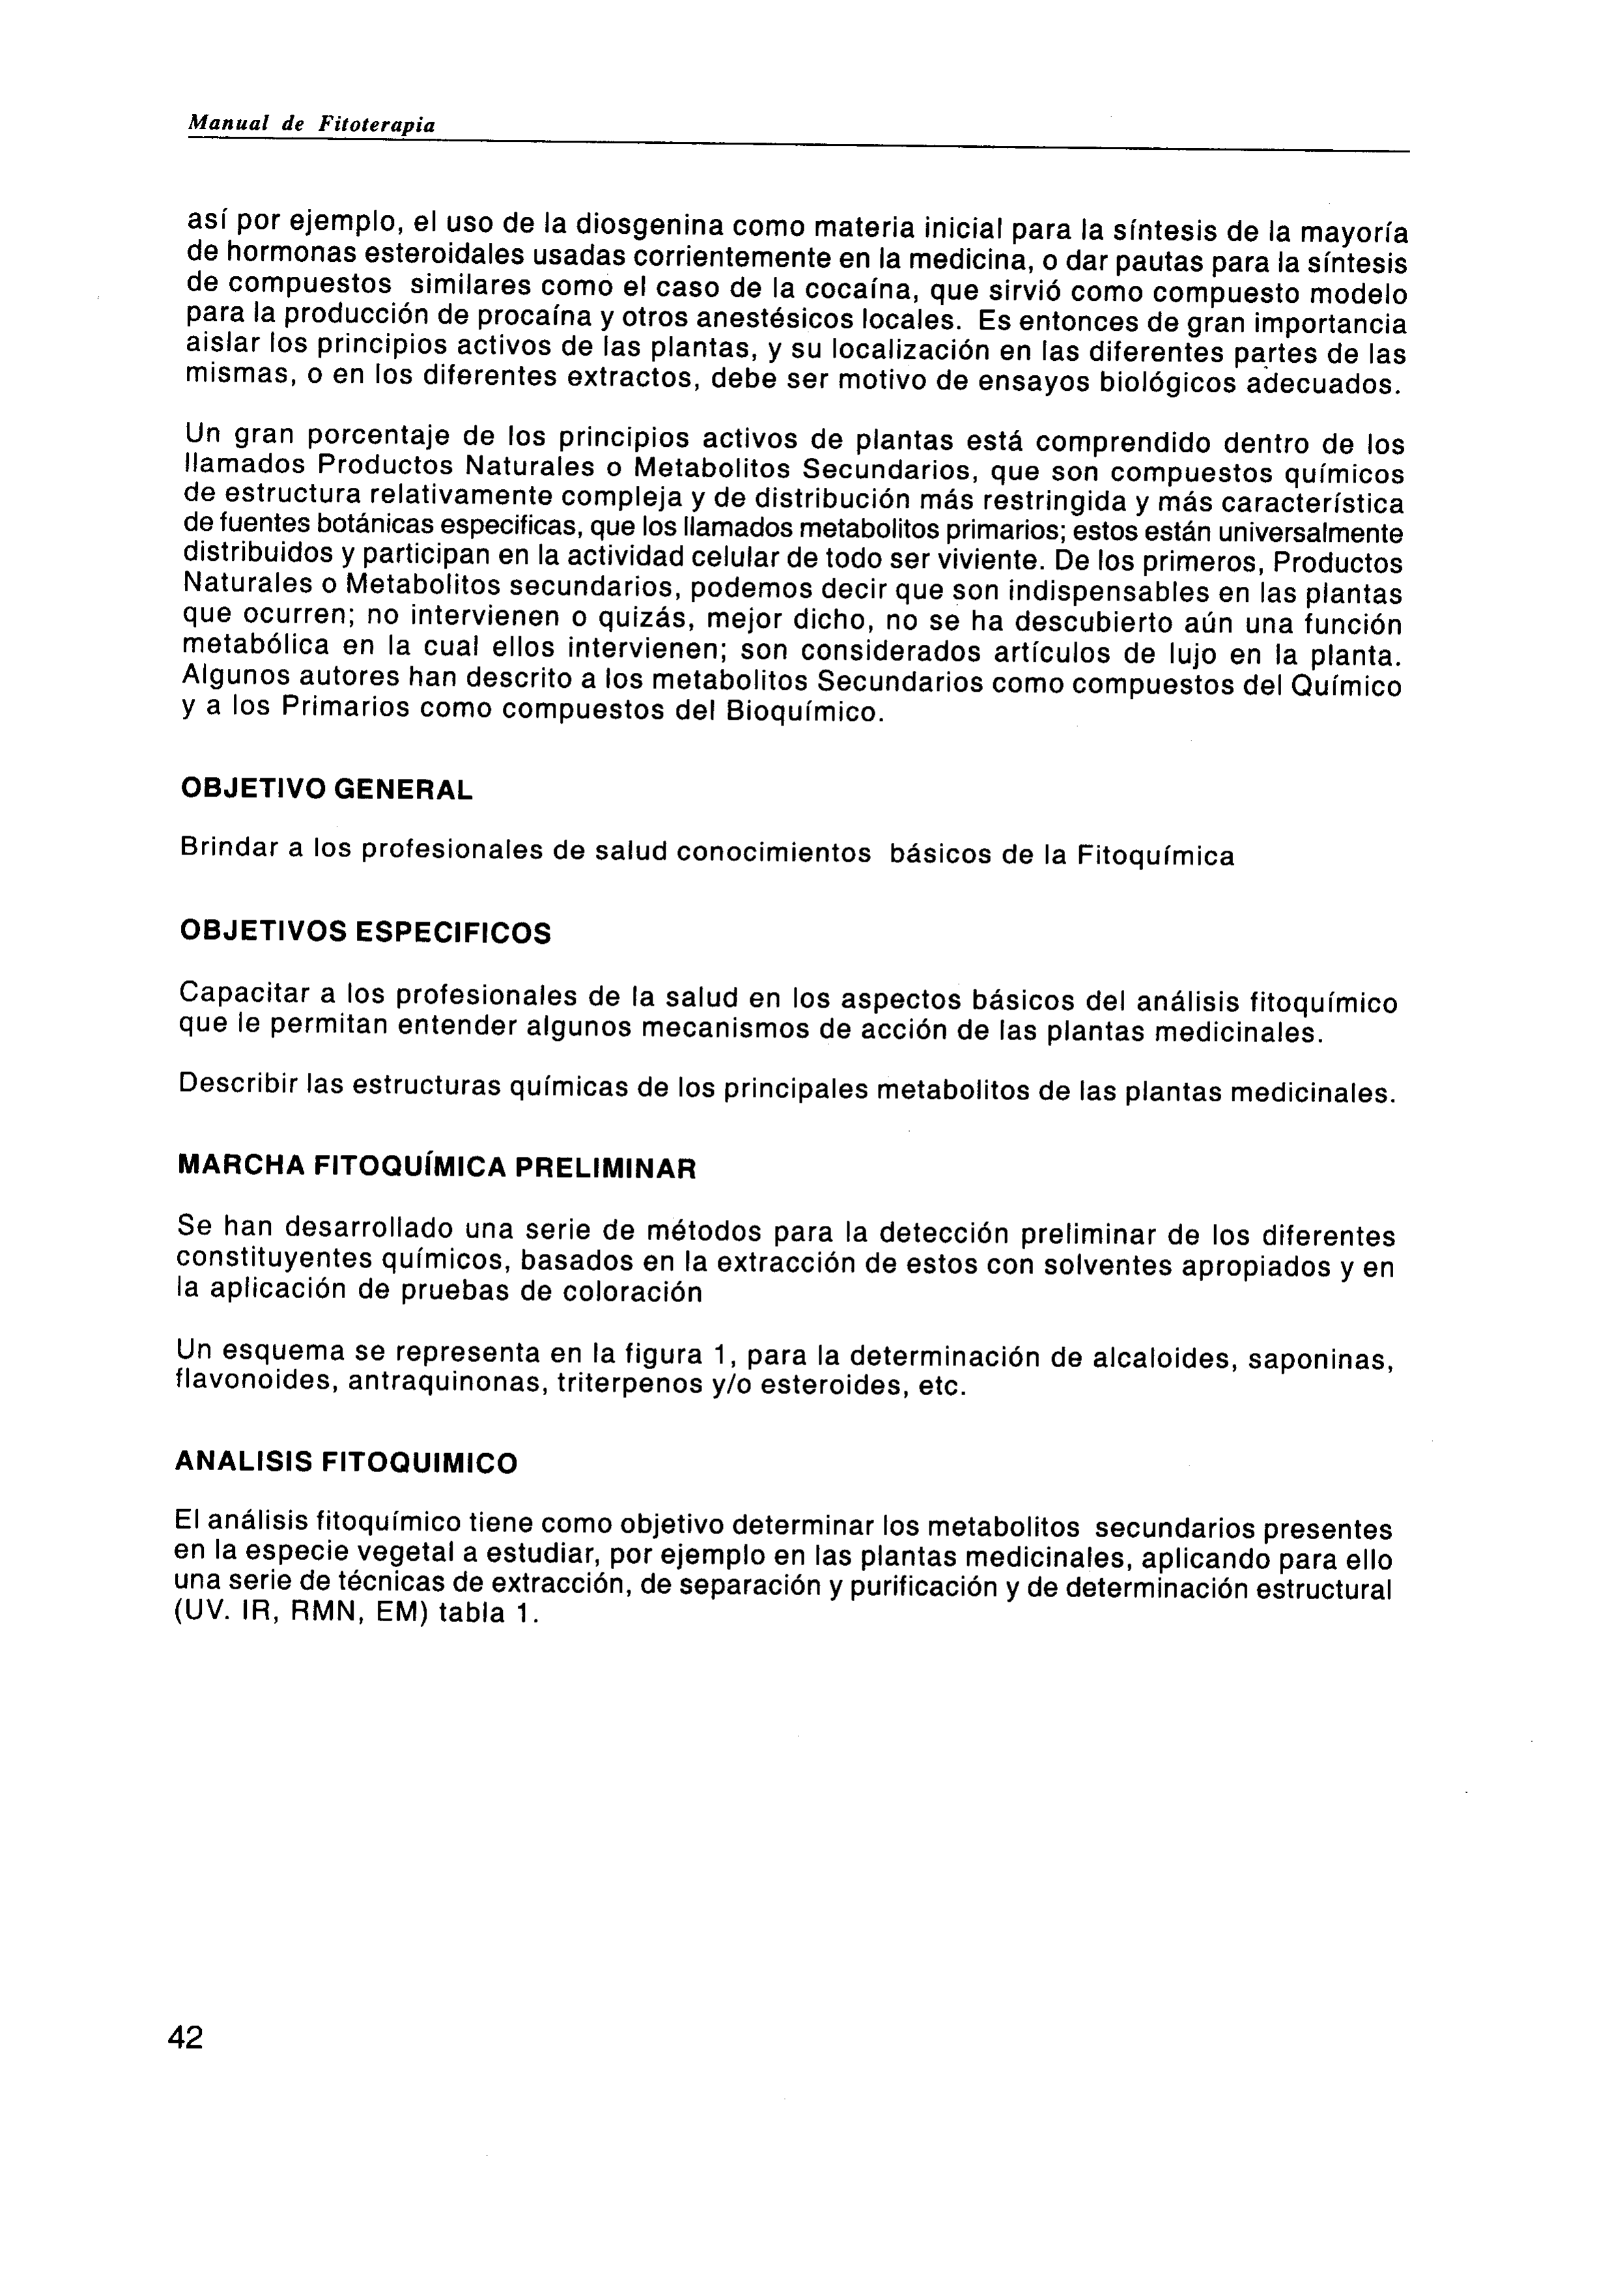 Manual de Fitoterapia
así por ejemplo, el uso de la diosgenina como materia inicial para la síntesis de la mayoría
de hormonas esteroidales usadas corrientemente en la medicina, o dar pautas para la síntesis
de compuestos similares como el caso de la cocaína, que sirvió como compuesto modelo
para la producción de procaína y otros anestésicos locales. Es entonces de gran importancia
aislar los principios activos de las plantas, y su localización en las diferentes partes de las
mismas, o en los diferentes extractos, debe ser motivo de ensayos biológicos adecuados.
Un gran porcentaje de los principios activos de plantas está comprendido dentro de los
llamados Productos Naturales o Metabolitos Secundarios, que son compuestos químicos
de estructura relativamente compleja y de distribución más restringida y más característica
de fuentes botánicas especificas, que los llamados metabolitos primarios; estos están universalmente
distribuidos y participan en la actividad celular de todo ser viviente. De los primeros, Productos
Naturales o Metabolitos secundarios, podemos decir que son indispensables en las plantas
que ocurren; no intervienen o quizás, mejor dicho, no se ha descubierto aún una función
metabólica en la cual ellos intervienen; son considerados artículos de lujo en la planta.
Algunos autores han descrito a los metabolitos Secundarios como compuestos del Químico
y a los Primarios como compuestos del Bioquímico.
OBJETIVO GENERAL
Brindar a los profesionales de salud conocimientos básicos de la Fitoquímica
OBJETIVOS ESPECIFICOS
Capacitar a los profesionales de la salud en los aspectos básicos del análisis fitoquímico
que le permitan entender algunos mecanismos de acción de las plantas medicinales.
Describir las estructuras químicas de los principales metabolitos de las plantas medicinales.
MARCHA FITOQUÍMICA PRELIMINAR
Se han desarrollado una serie de métodos para la detección preliminar de los diferentes
constituyentes químicos, basados en la extracción de estos con solventes apropiados y en
la aplicación de pruebas de coloración
Un esquema se representa en la figura 1, para la determinación de alcaloides, saponinas,
flavonoides, antraquinonas, triterpenos y/o esteroides, etc.
ANALISIS FITOQUIMICO
El análisis fitoquímico tiene como objetivo determinar los metabolitos secundarios presentes
en la especie vegetal a estudiar, por ejemplo en las plantas medicinales, aplicando para ello
una serie de técnicas de extracción, de separación y purificación y de determinación estructural
(UV. IR, RMN, EM) tabla 1.
42